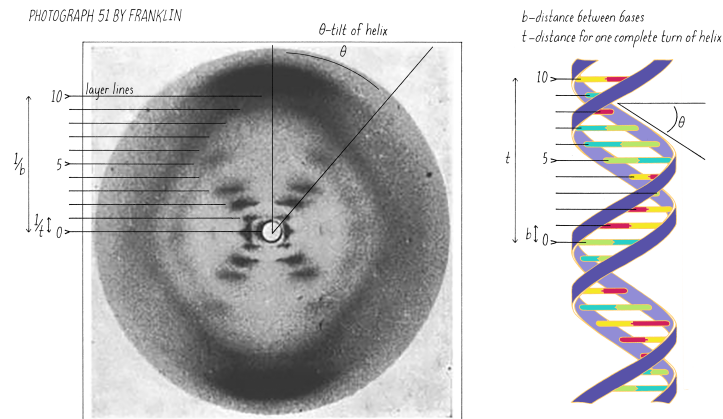 PHOTOGRAPH 51 BY FRANKLIN
θ-tilt of helix
θ
10
layer lines
1/b
5
1/t
0
b-distance between bases
t-distance for one complete turn of helix
10
θ
t
5
b
0